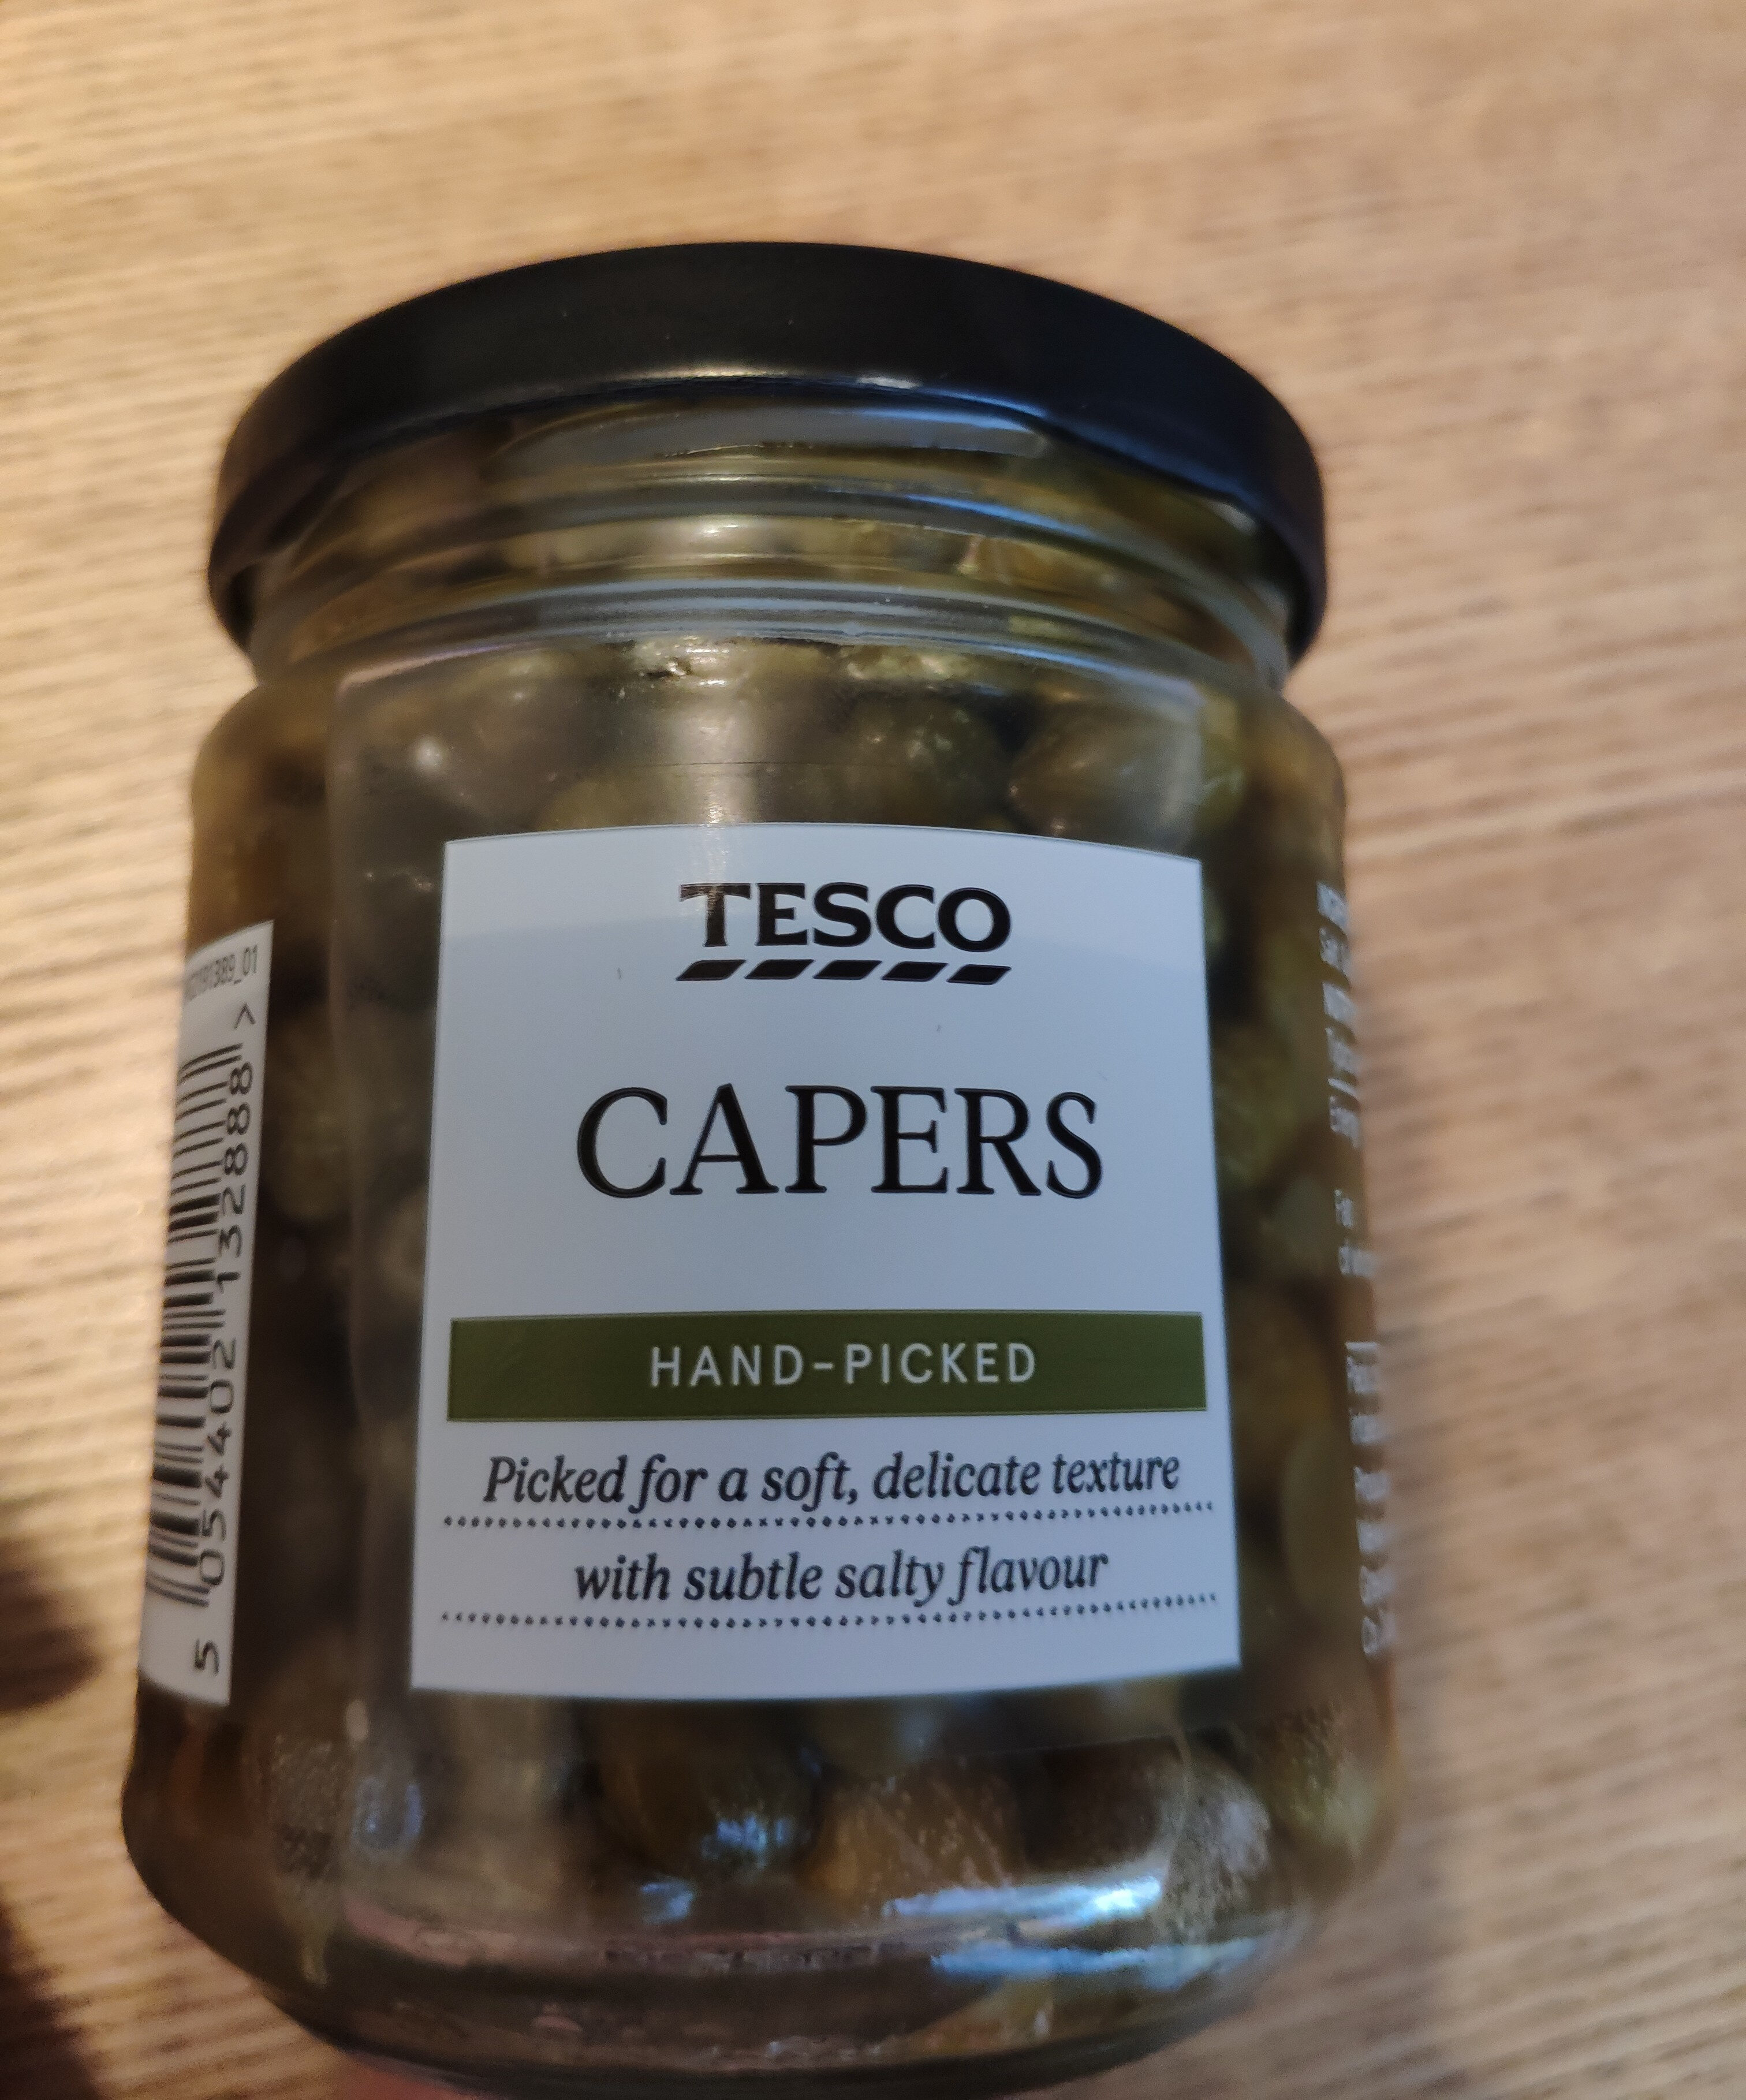 TESCO
CAPERS
HAND-PICKED
Picked for a soft, delicate texture
with subtle salty flavour
5 054402 132888 >